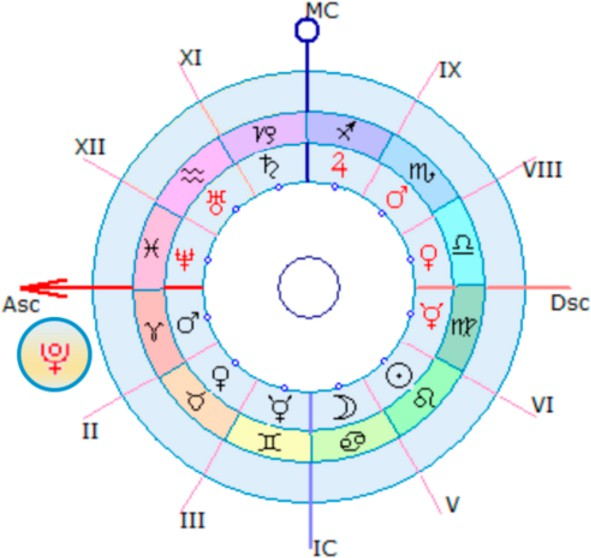 MC
XI
IX
♑ ♐
XII
♒ ♄ ♃ ♏
VIII
♅ ♂
♓ ♆ ♀ ♎
Asc
Dsc
♈ ♂ ☿ ♍
♇
♀ ☉
♉ ☿ ☽ ♌
II
VI
♊ ♋
III
V
IC